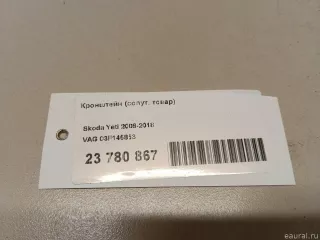 Кронштейн (сопут. товар)
Skoda Yeti 2009-2018
VAG 03F145853
23 780 867
eaural.ru